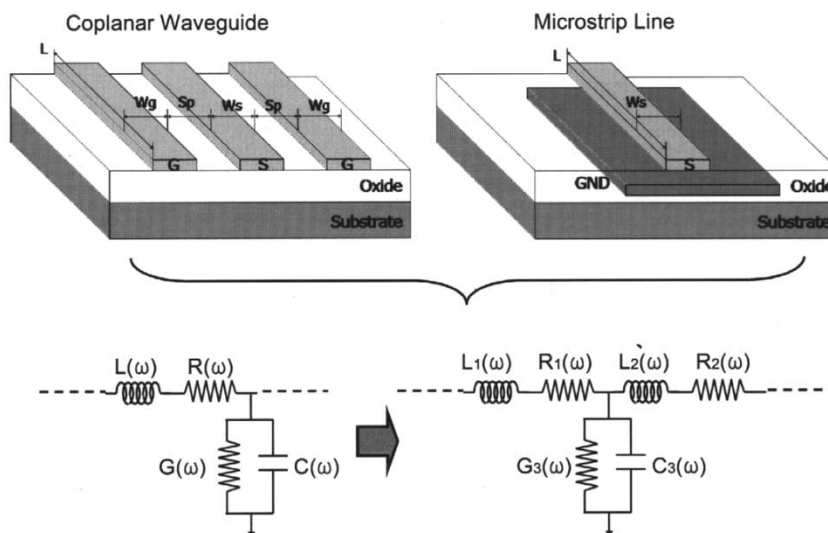 Coplanar Waveguide
Microstrip Line
L
Wg Sp Ws Sp Wg
G S G
Oxide
Substrate
L
Ws
S
GND
Oxide
Substrate
L(ω) R(ω)
G(ω) C(ω)
L₁(ω) R₁(ω) L₂(ω) R₂(ω)
G₃(ω) C₃(ω)